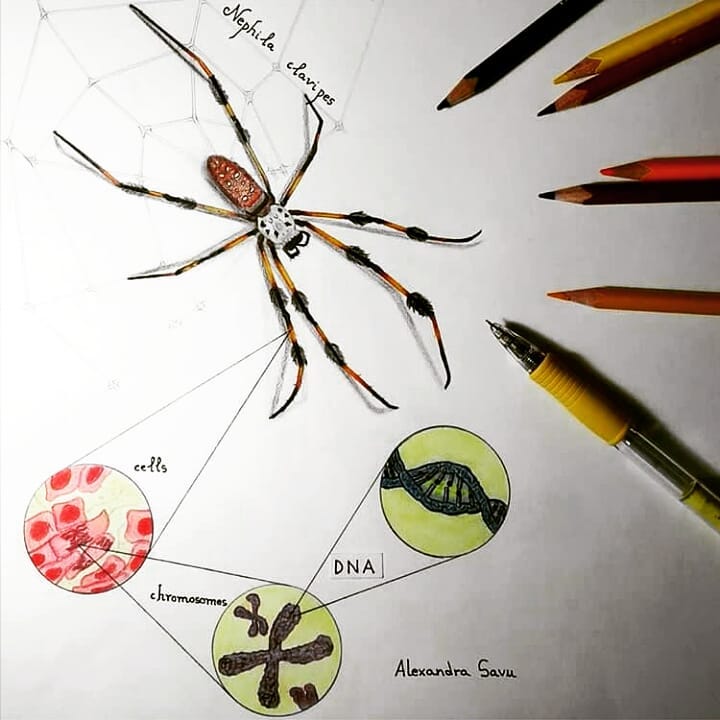 Nephila
clavipes
cells
DNA
chromosomes
Alexandra Savu